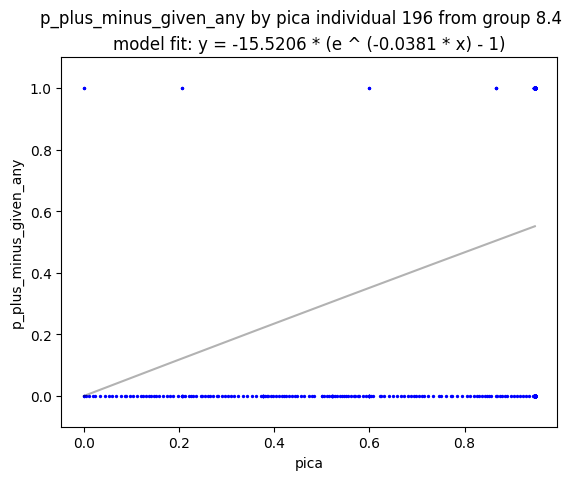 p_plus_minus_given_any by pica individual 196 from group 8.4
model fit: y = -15.5206 * (e ^ (-0.0381 * x) - 1)
1.0
0.8
0.6
0.4
0.2
0.0
p_plus_minus_given_any
0.0 0.2 0.4 0.6 0.8
pica